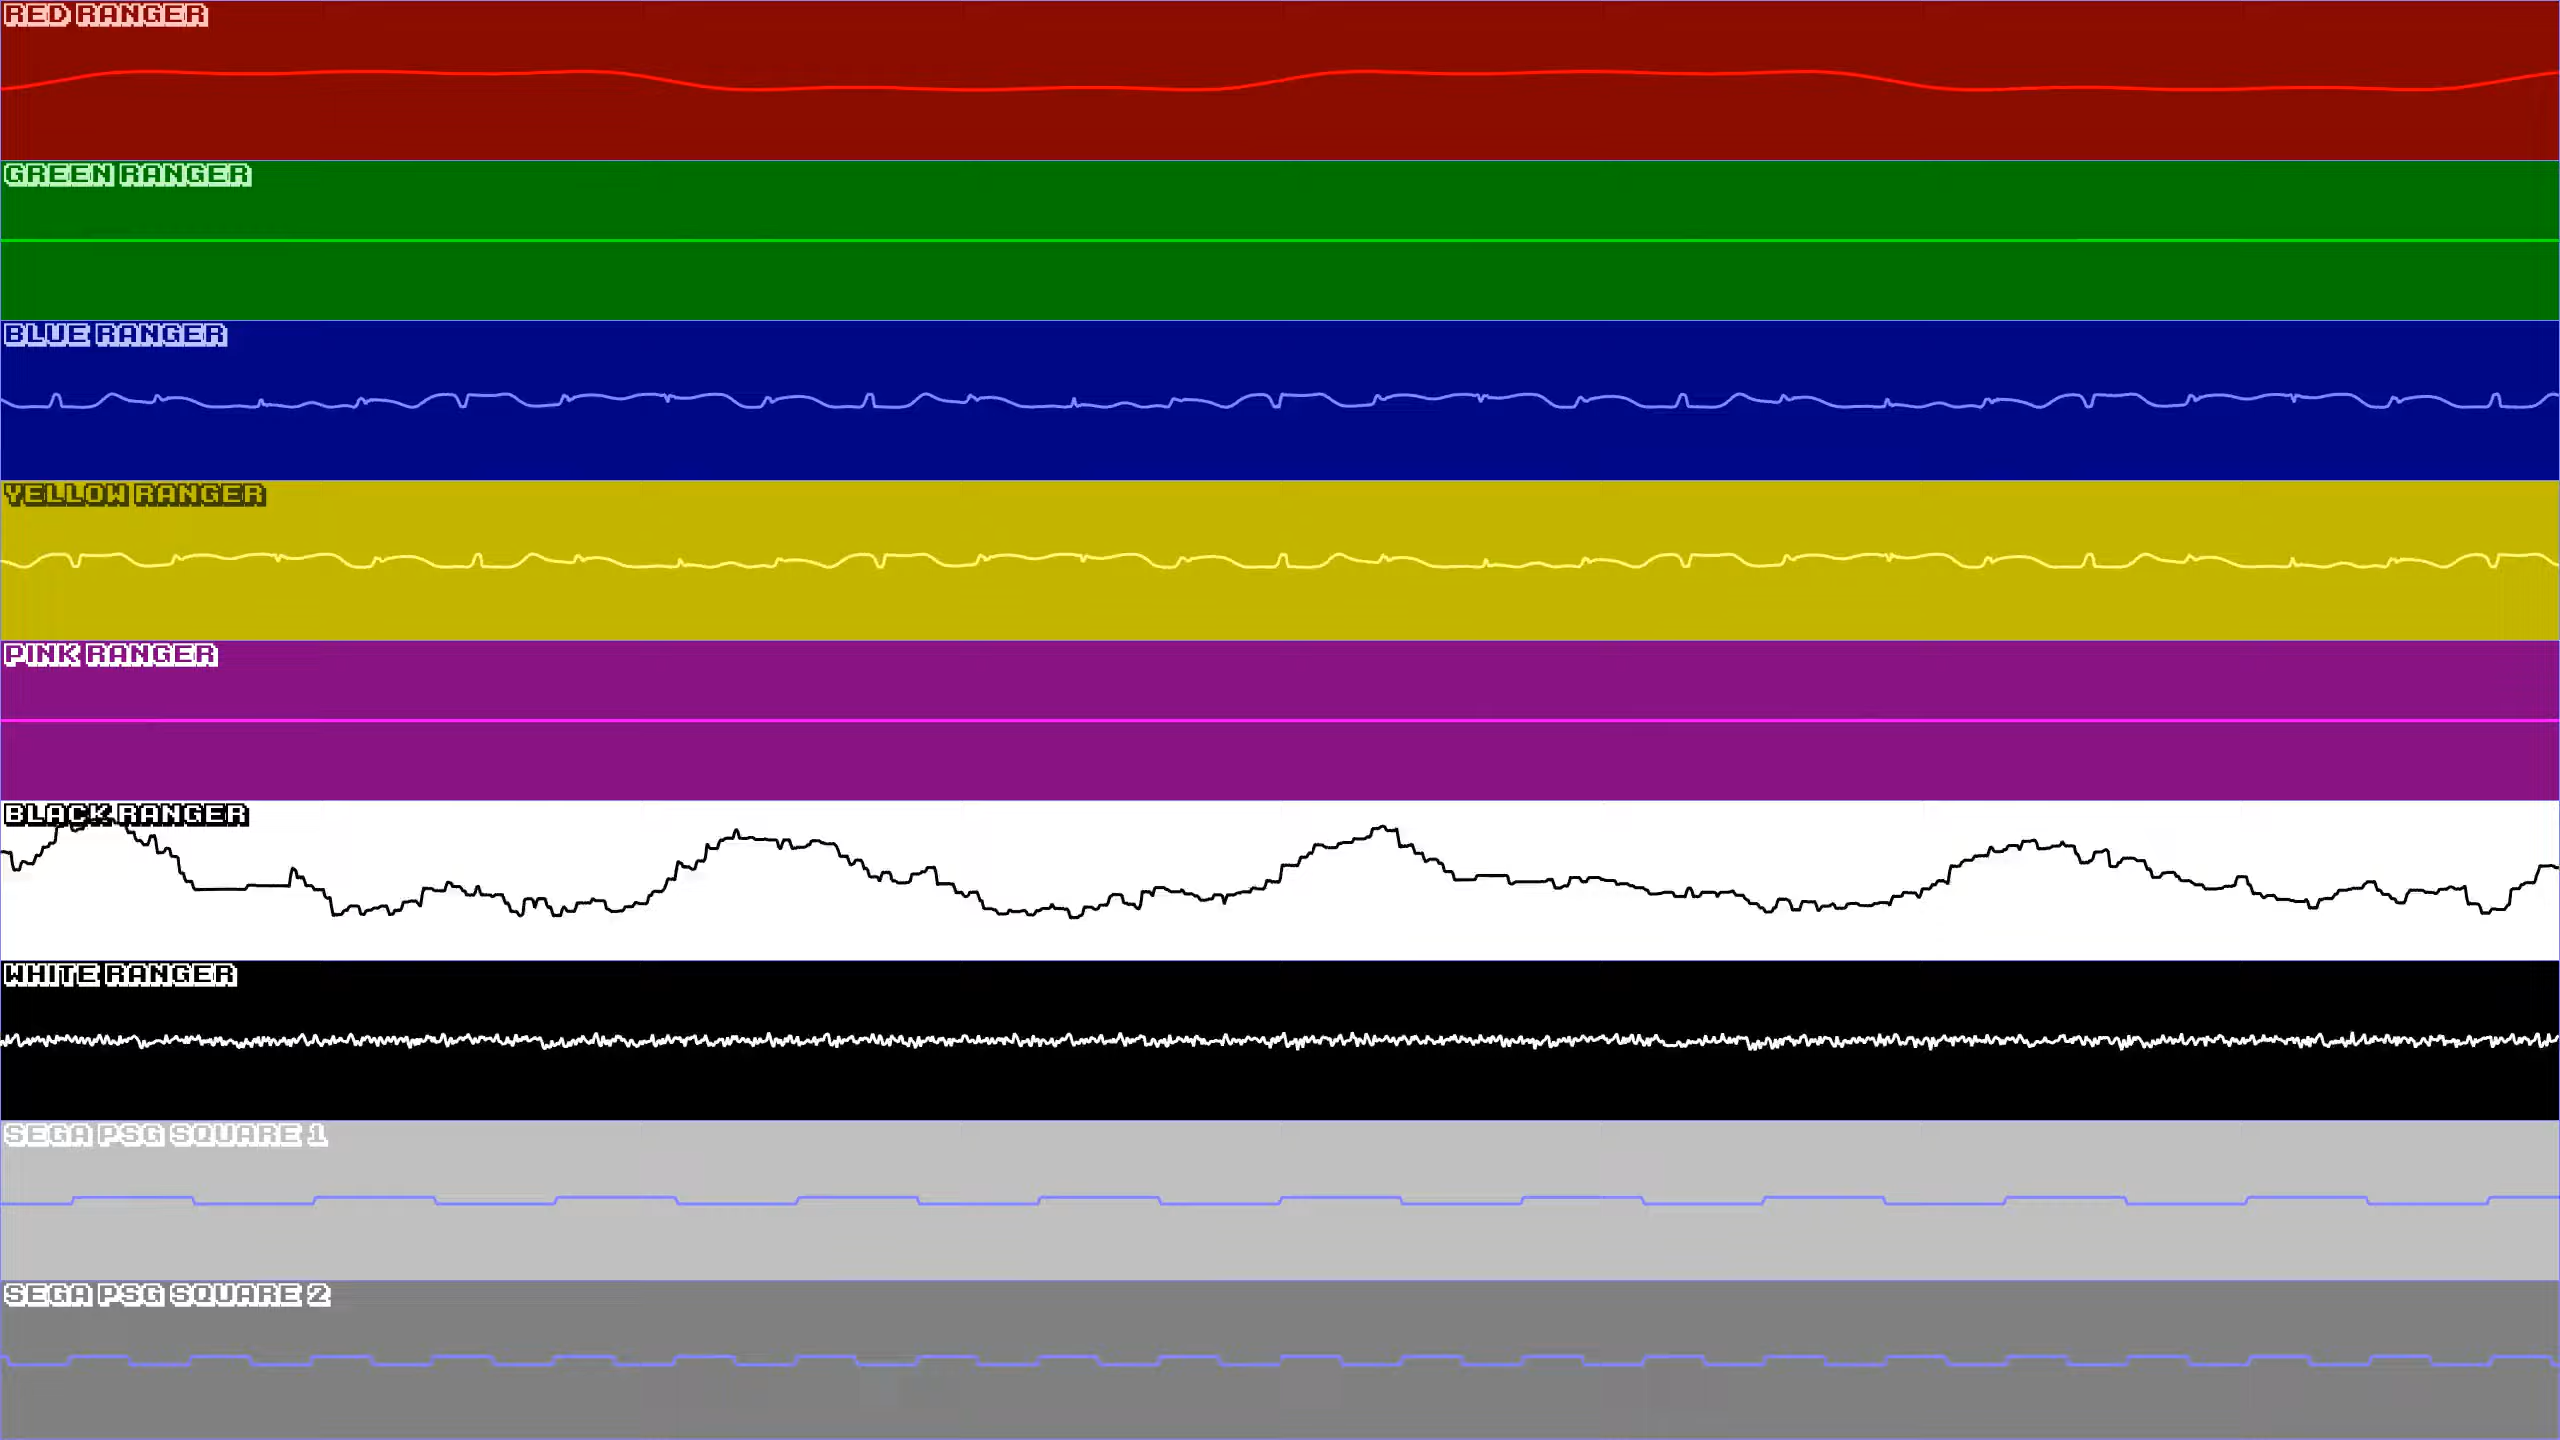 RED RANGER
GREEN RANGER
BLUE RANGER
YELLOW RANGER
PINK RANGER
BLACK RANGER
WHITE RANGER
SEGA PSG SQUARE 1
SEGA PSG SQUARE 2